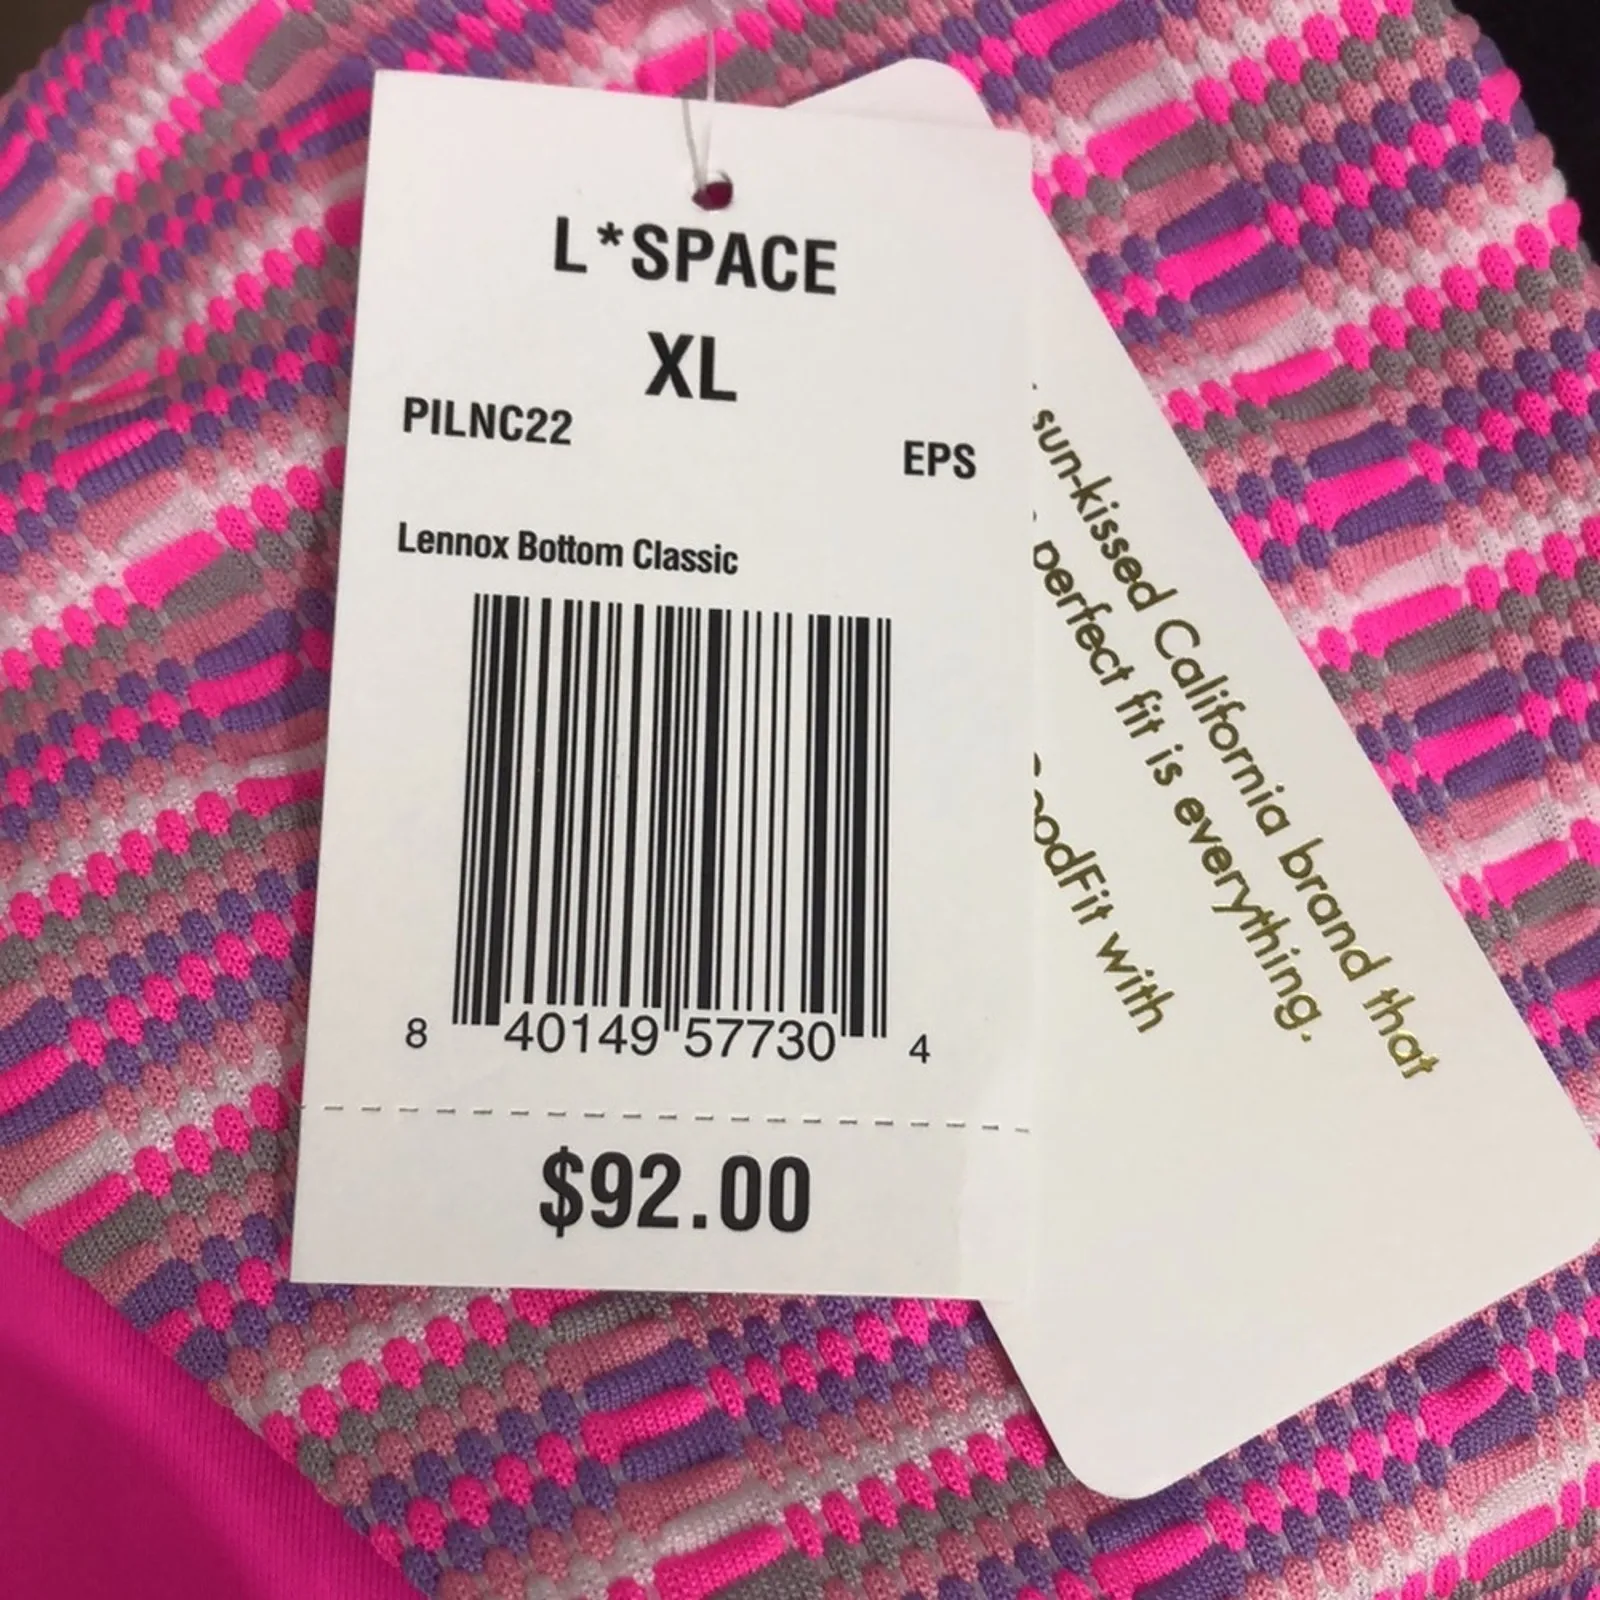 L*SPACE
XL
PILNC22
EPS
Lennox Bottom Classic
8 40149 57730 4
$92.00
sun-kissed California brand that
perfect fit is everything.
with